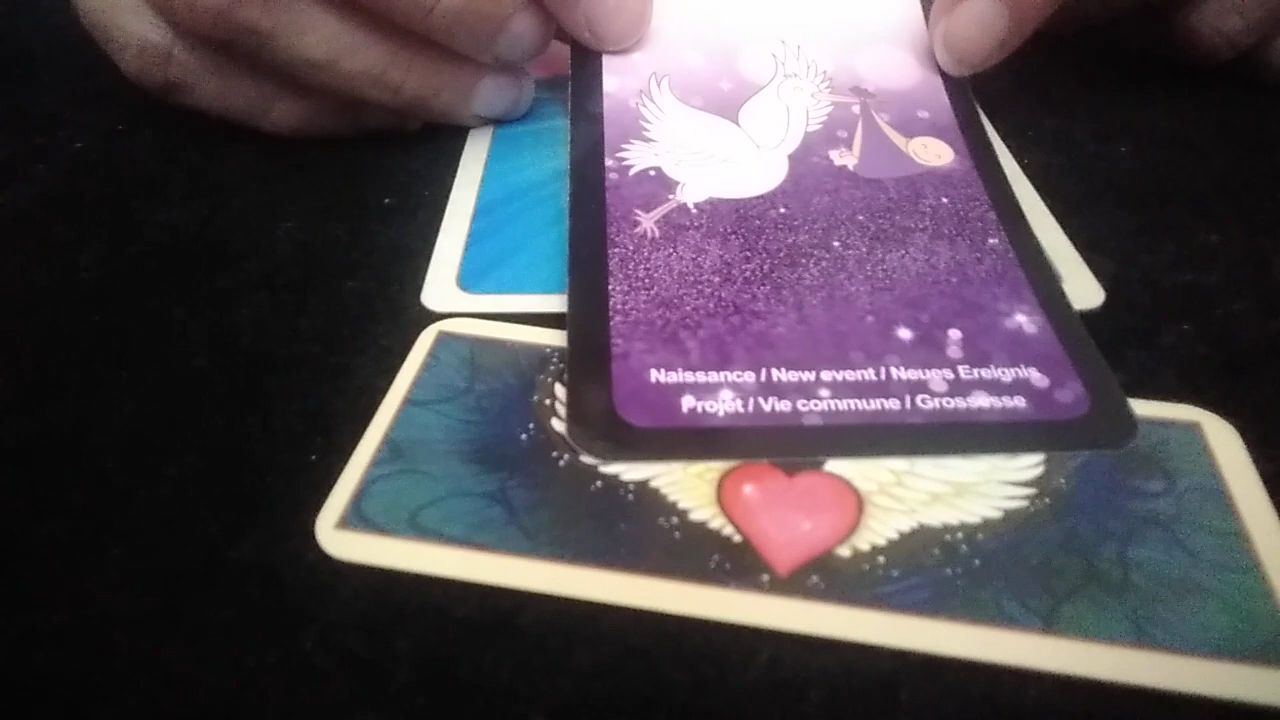 Naissance / New event / Neues Ereignis
Projet / Vie commune / Grossesse